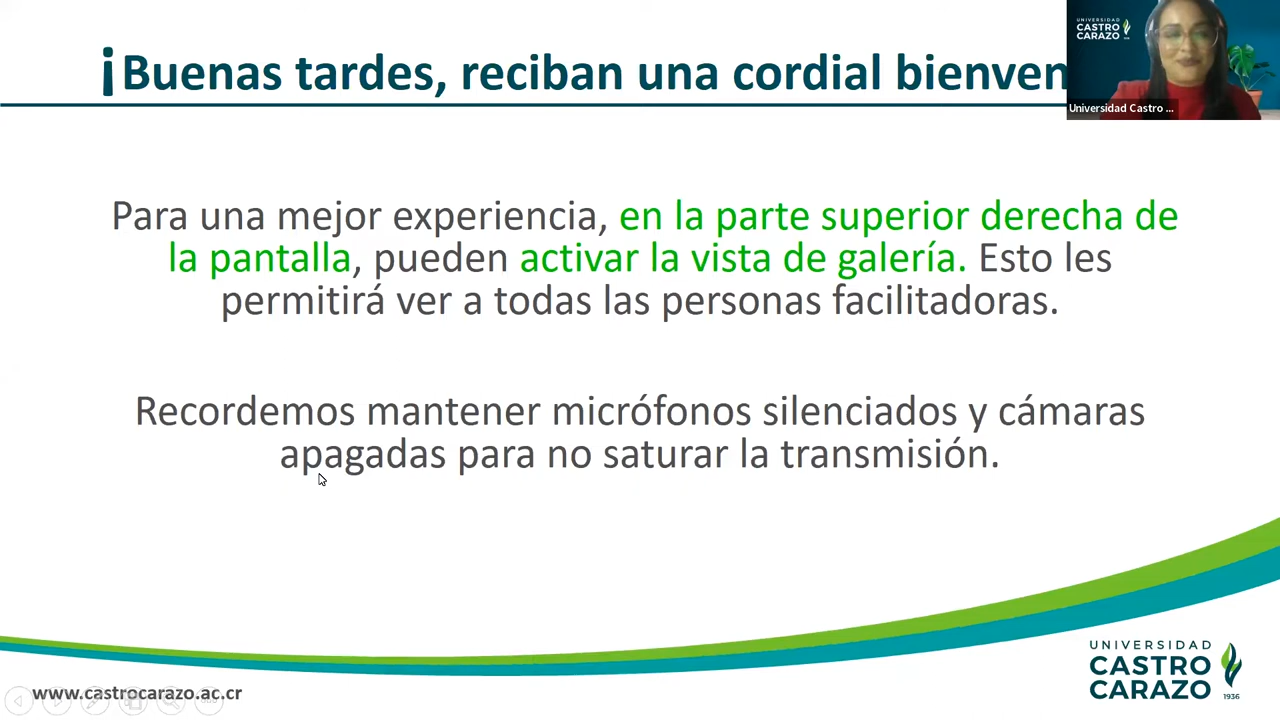 ¡Buenas tardes, reciban una cordial
UNIVERSIDAD
CASTRO
CARAZO
Universidad Castro ...
Para una mejor experiencia, en la parte superior derecha de
la pantalla, pueden activar la vista de galería. Esto les
permitirá ver a todas las personas facilitadoras.
Recordemos mantener micrófonos silenciados y cámaras
apagadas para no saturar la transmisión.
www.castrocarazo.ac.cr
UNIVERSIDAD
CASTRO
CARAZO
1936